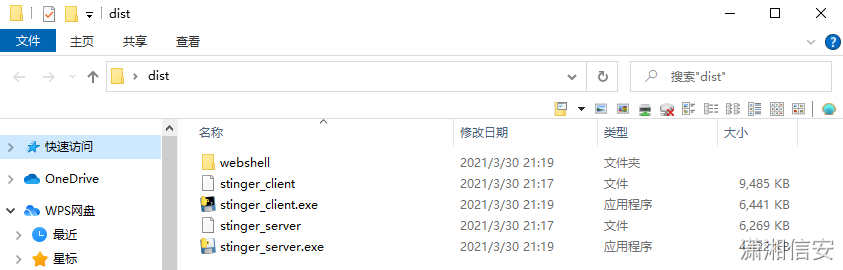 dist
文件 主页 共享 查看
dist 搜索"dist"
名称 修改日期 类型 大小
快速访问
webshell 2021/3/30 21:19 文件夹
OneDrive
stinger_client 2021/3/30 21:17 文件 9,485 KB
stinger_client.exe 2021/3/30 21:19 应用程序 6,441 KB
WPS网盘
stinger_server 2021/3/30 21:17 文件 6,269 KB
最近
stinger_server.exe 2021/3/30 21:19 应用程序 KB
星标
潇湘信安